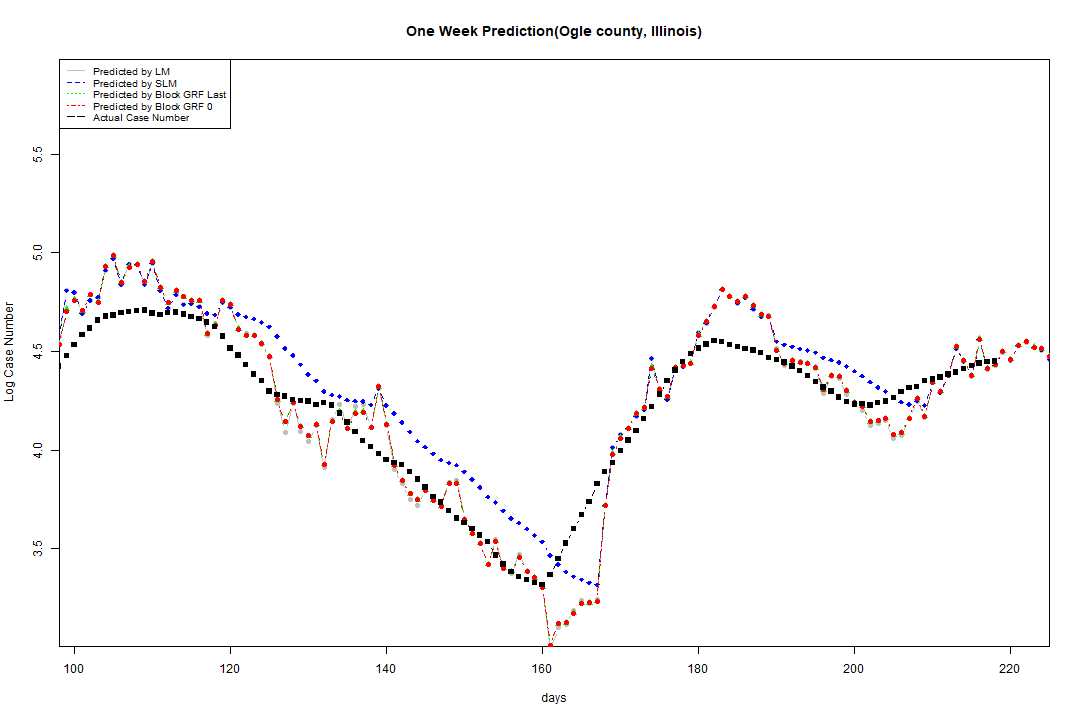 One Week Prediction(Ogle county, Illinois)
Predicted by LM
Predicted by SLM
Predicted by Block GRF Last
Predicted by Block GRF 0
Actual Case Number
5.5
5.0
4.5
4.0
3.5
Log Case Number
100 120 140 160 180 200 220
days